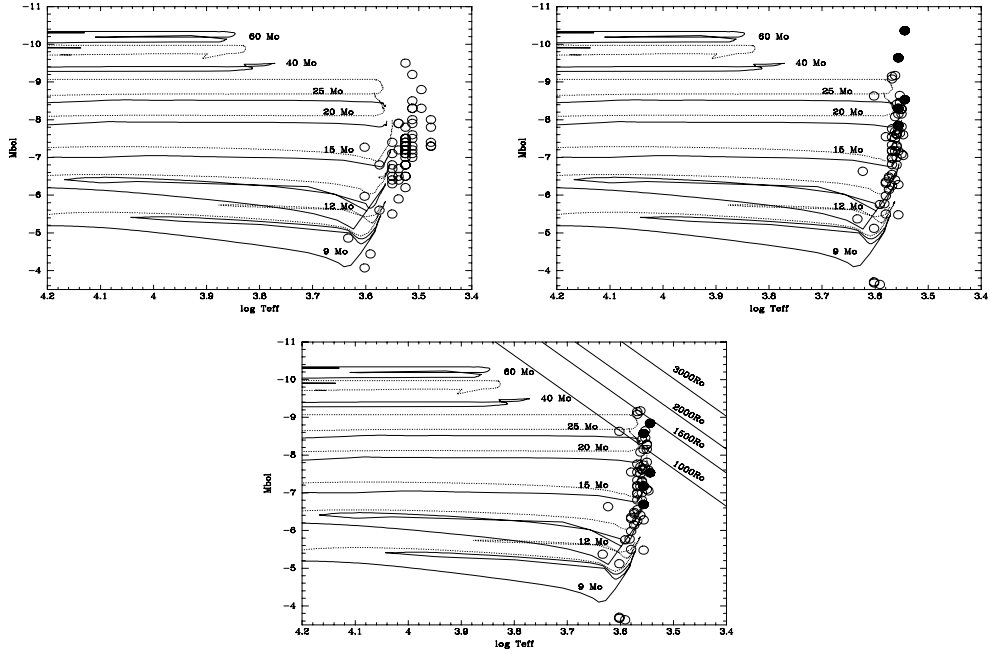 -11
-10
-9
-8
-7
-6
-5
-4
Mbol
60 Mo
40 Mo
25 Mo
20 Mo
15 Mo
12 Mo
9 Mo
4.2 4.1 4 3.9 3.8 3.7 3.6 3.5 3.4
log Teff
-11
-10
-9
-8
-7
-6
-5
-4
Mbol
60 Mo
40 Mo
25 Mo
20 Mo
15 Mo
12 Mo
9 Mo
4.2 4.1 4 3.9 3.8 3.7 3.6 3.5 3.4
log Teff
-11
-10
-9
-8
-7
-6
-5
-4
Mbol
60 Mo
40 Mo
25 Mo
20 Mo
15 Mo
12 Mo
9 Mo
3000Ro
2000Ro
1500Ro
1000Ro
4.2 4.1 4 3.9 3.8 3.7 3.6 3.5 3.4
log Teff